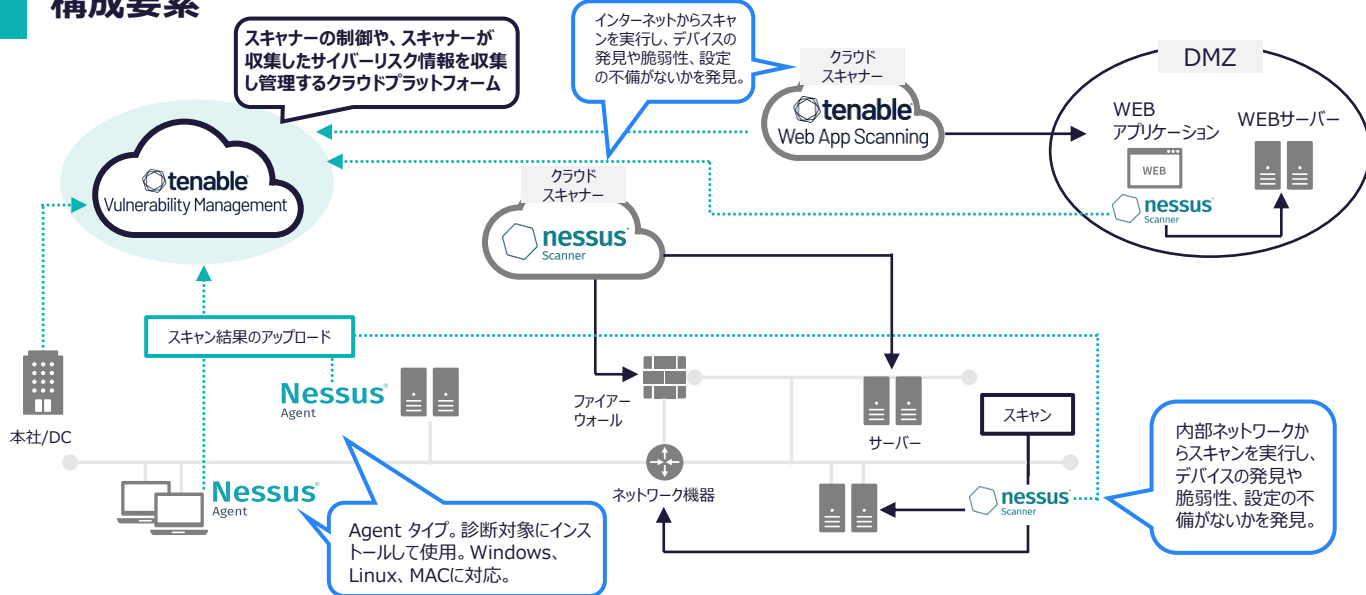 構成要素
スキャナーの制御や、スキャナーが
収集したサイバーリスク情報を収集
し管理するクラウドプラットフォーム
インターネットからスキャ
ンを実行し、デバイスの
発見や脆弱性、設定
の不備がないかを発見。
クラウド
スキャナー
tenable
Web App Scanning
DMZ
WEB
アプリケーション
WEBサーバー
WEB
nessus
Scanner
tenable
Vulnerability Management
クラウド
スキャナー
nessus
Scanner
スキャン結果のアップロード
本社/DC
Nessus
Agent
ファイアー
ウォール
サーバー
スキャン
内部ネットワークか
らスキャンを実行し、
デバイスの発見や
脆弱性、設定の不
備がないかを発見。
Nessus
Agent
ネットワーク機器
nessus
Scanner
Agent タイプ。診断対象にインス
トールして使用。Windows、
Linux、MACに対応。